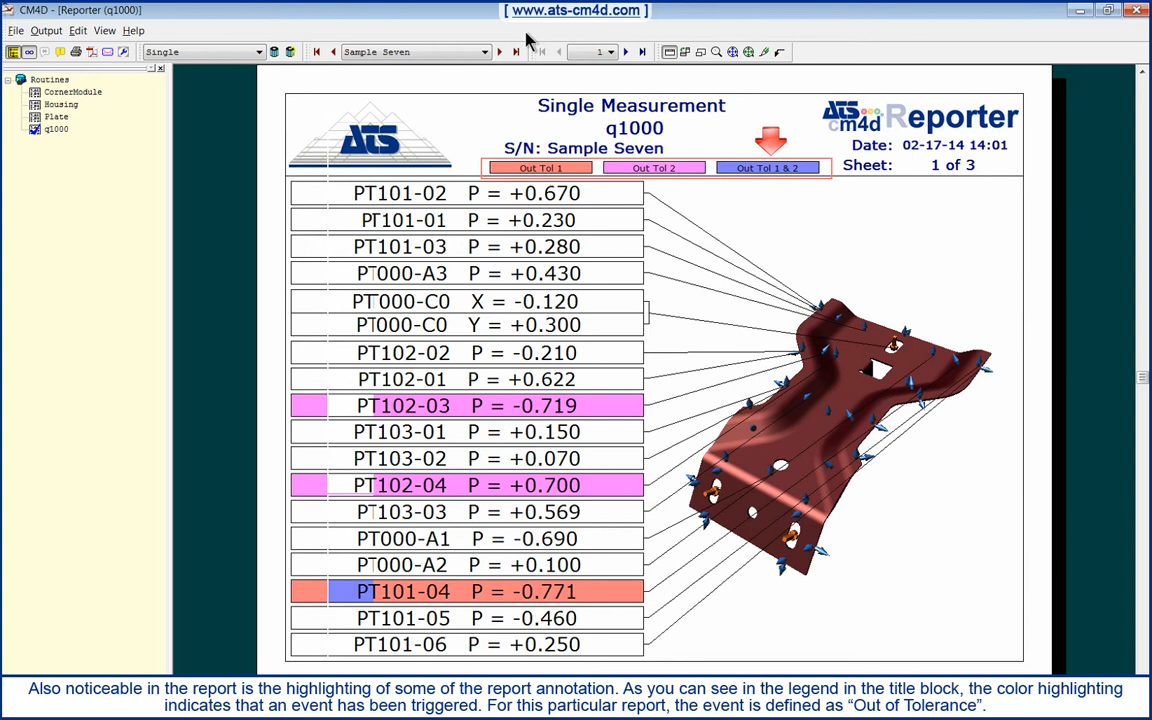 CM4D - [Reporter (q1000)]
[ www.ats-cm4d.com ]
File Output Edit View Help
Single
Sample Seven
1
Routines
CornerModule
Housing
Plate
q1000
ATS
Single Measurement
q1000
S/N: Sample Seven
ATS cm4d Reporter
Date: 02-17-14 14:01
Sheet: 1 of 3
Out Tol 1 Out Tol 2 Out Tol 1 & 2
PT101-02 P = +0.670
PT101-01 P = +0.230
PT101-03 P = +0.280
PT000-A3 P = +0.430
PT000-C0 X = -0.120
PT000-C0 Y = +0.300
PT102-02 P = -0.210
PT102-01 P = +0.622
PT102-03 P = -0.719
PT103-01 P = +0.150
PT103-02 P = +0.070
PT102-04 P = +0.700
PT103-03 P = +0.569
PT000-A1 P = -0.690
PT000-A2 P = +0.100
PT101-04 P = -0.771
PT101-05 P = -0.460
PT101-06 P = +0.250
Also noticeable in the report is the highlighting of some of the report annotation. As you can see in the legend in the title block, the color highlighting
indicates that an event has been triggered. For this particular report, the event is defined as “Out of Tolerance”.